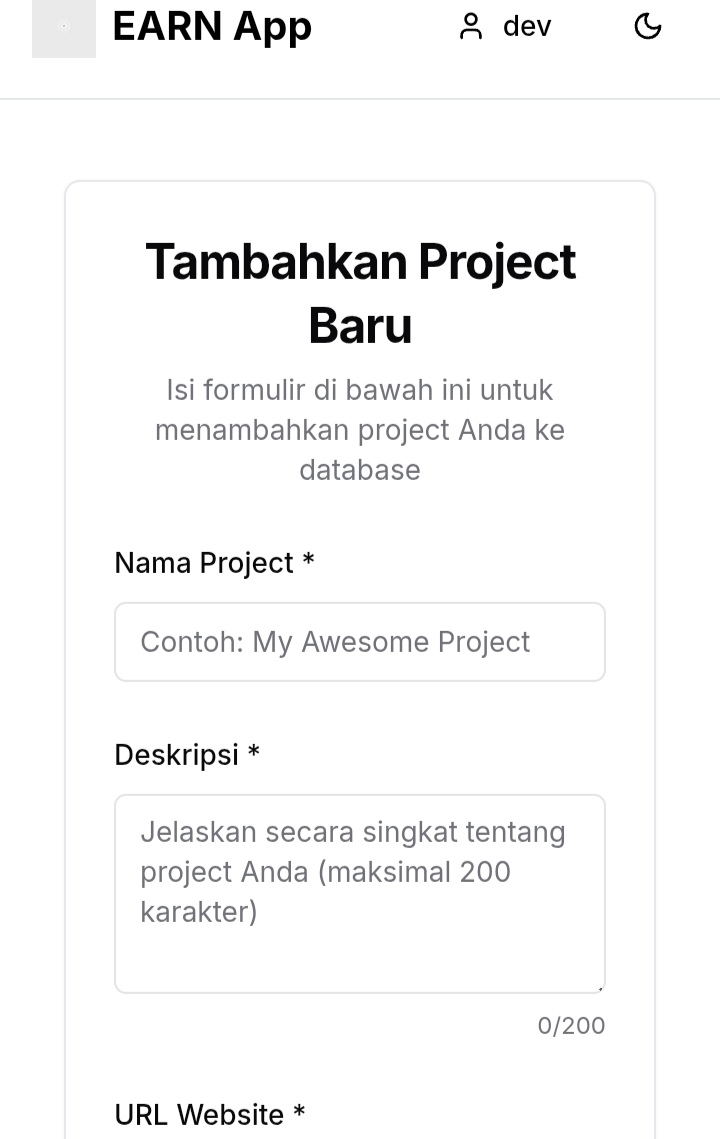 EARN App
dev
Tambahkan Project
Baru
Isi formulir di bawah ini untuk
menambahkan project Anda ke
database
Nama Project *
Contoh: My Awesome Project
Deskripsi *
Jelaskan secara singkat tentang
project Anda (maksimal 200
karakter)
0/200
URL Website *